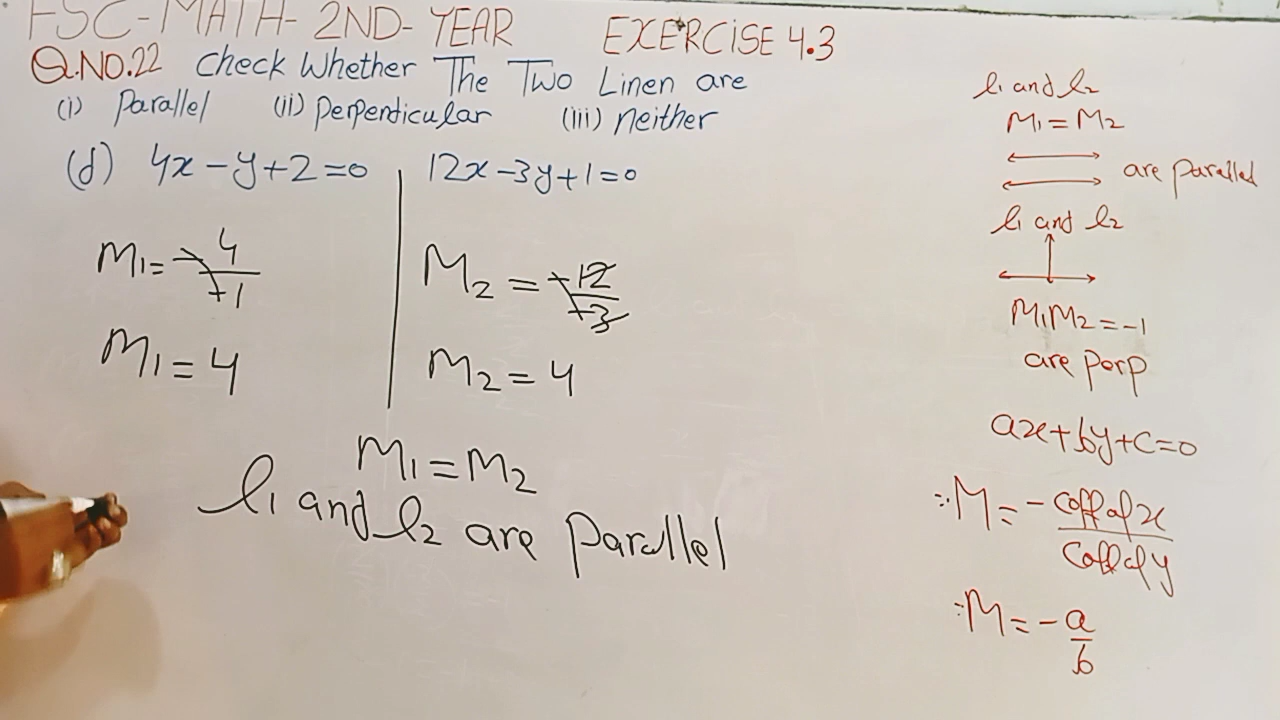 FSC-MATH-2ND-YEAR EXERCISE 4.3
Q.NO.22 Check Whether The Two Linen are
(i) Parallel (ii) Perpendicular (iii) neither
(d) 4x-y+2=0 12x-3y+1=0
M₁=-4/-1
M₁=4
M₂=-12/-3
M₂=4
M₁=M₂
l₁ and l₂ are parallel
l₁ and l₂
M₁=M₂
are parallel
l₁ and l₂
M₁M₂=-1
are perp
ax+by+c=0
∴M=-coff of x/coff of y
∴M=-a/b